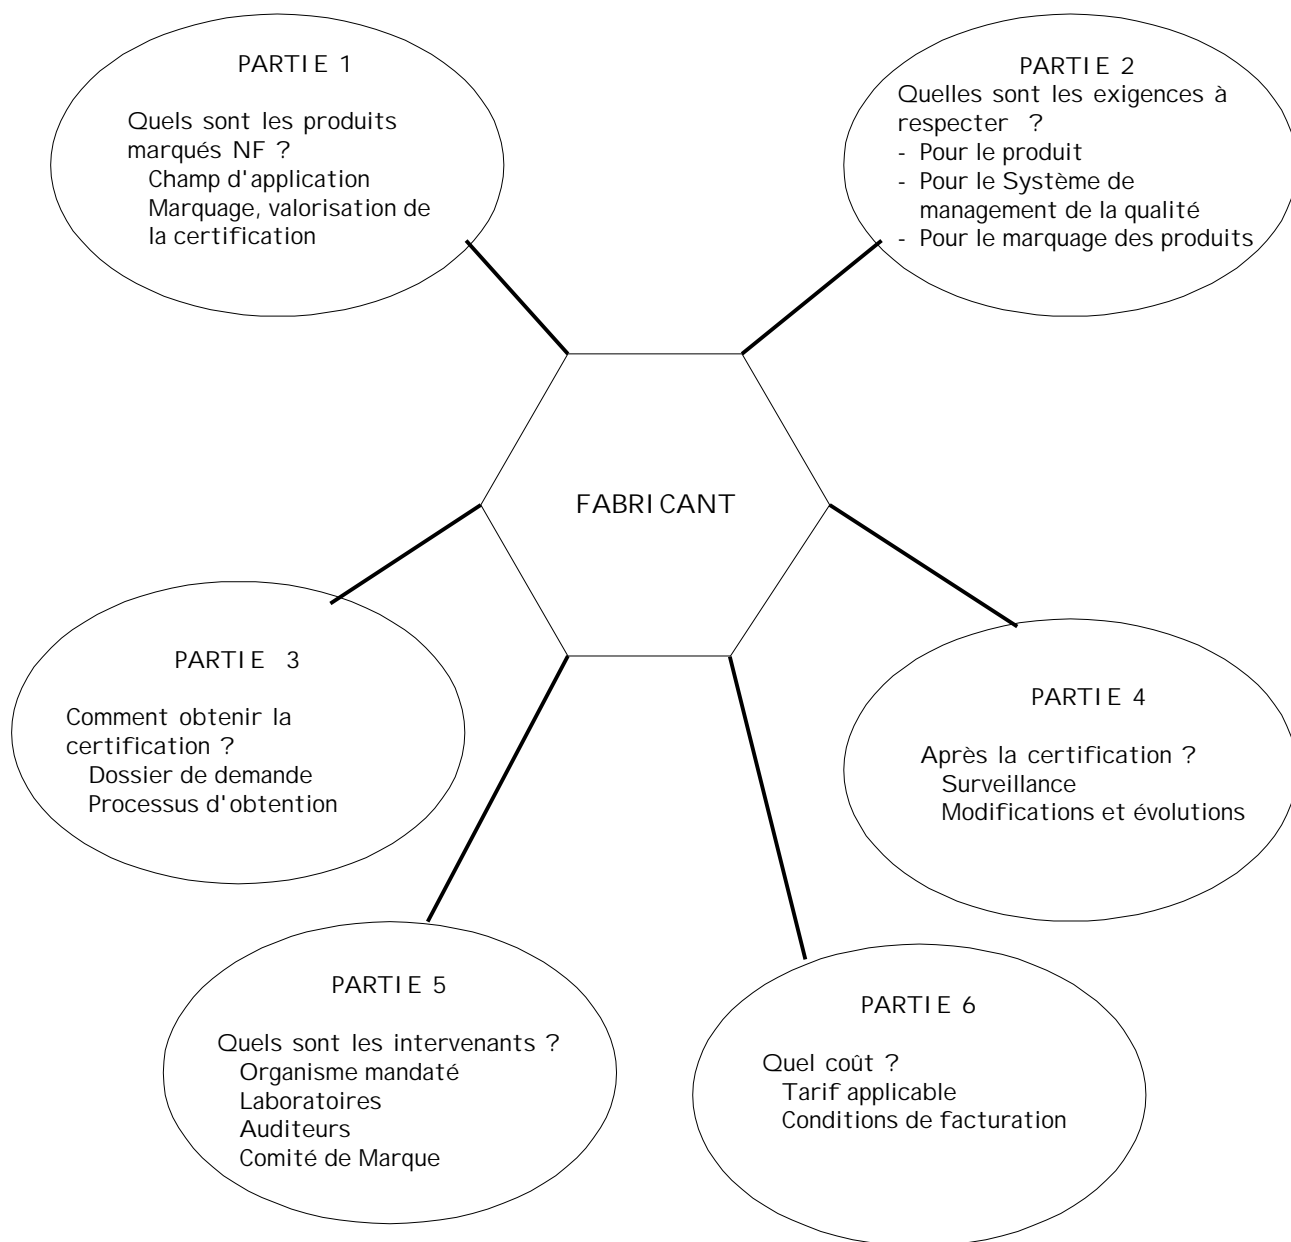 PARTIE 1
Quels sont les produits
marqués NF ?
Champ d'application
Marquage, valorisation de
la certification
PARTIE 2
Quelles sont les exigences à
respecter ?
- Pour le produit
- Pour le Système de
management de la qualité
- Pour le marquage des produits
FABRICANT
PARTIE 3
Comment obtenir la
certification ?
Dossier de demande
Processus d'obtention
PARTIE 4
Après la certification ?
Surveillance
Modifications et évolutions
PARTIE 5
Quels sont les intervenants ?
Organisme mandaté
Laboratoires
Auditeurs
Comité de Marque
PARTIE 6
Quel coût ?
Tarif applicable
Conditions de facturation